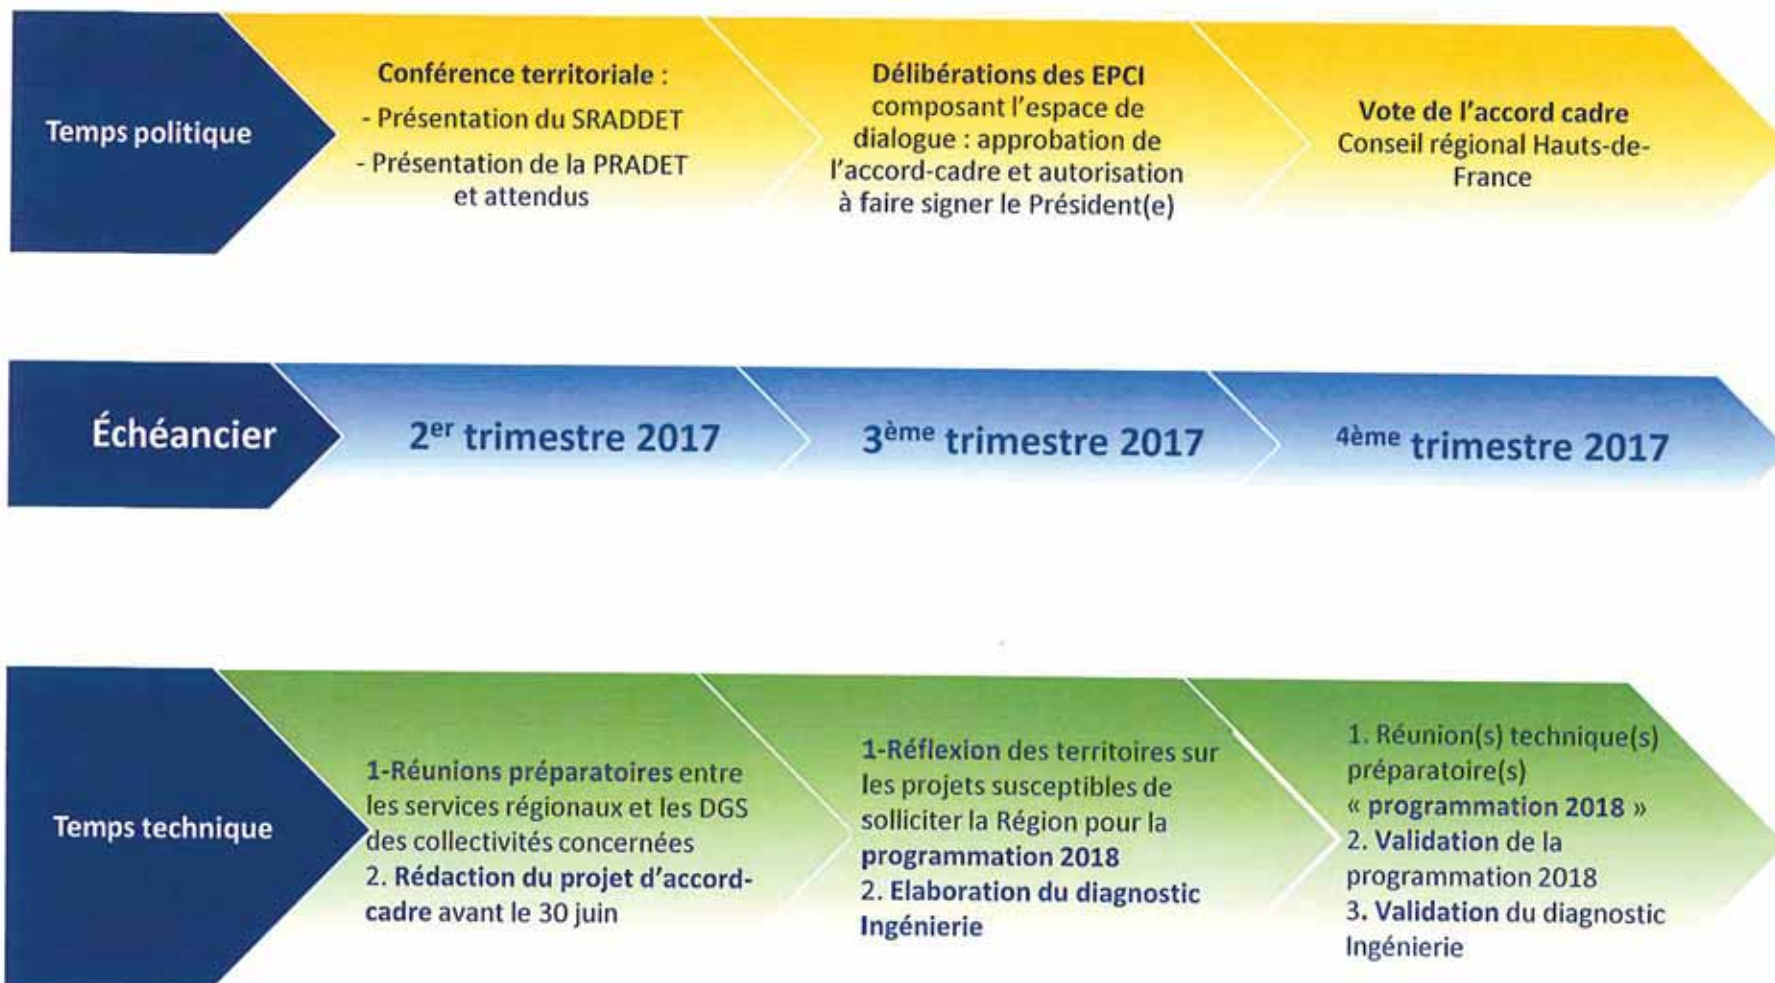 Temps politique
Conférence territoriale :
- Présentation du SRADDET
- Présentation de la PRADET
et attendus
Délibérations des EPCI
composant l'espace de
dialogue : approbation de
l'accord-cadre et autorisation
à faire signer le Président(e)
Vote de l'accord cadre
Conseil régional Hauts-de-
France
Échéancier
2er trimestre 2017
3ème trimestre 2017
4ème trimestre 2017
Temps technique
1-Réunions préparatoires entre
les services régionaux et les DGS
des collectivités concernées
2. Rédaction du projet d'accord-
cadre avant le 30 juin
1-Réflexion des territoires sur
les projets susceptibles de
solliciter la Région pour la
programmation 2018
2. Elaboration du diagnostic
Ingénierie
1. Réunion(s) technique(s)
préparatoire(s)
« programmation 2018 »
2. Validation de la
programmation 2018
3. Validation du diagnostic
Ingénierie